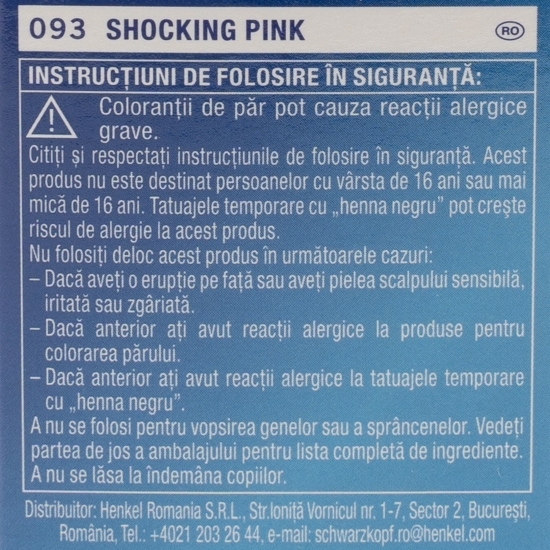 093 SHOCKING PINK RO
INSTRUCȚIUNI DE FOLOSIRE ÎN SIGURANȚĂ:
Coloranții de păr pot cauza reacții alergice
grave.
Citiți și respectați instrucțiunile de folosire în siguranță. Acest
produs nu este destinat persoanelor cu vârsta de 16 ani sau mai
mică de 16 ani. Tatuajele temporare cu „henna negru” pot crește
riscul de alergie la acest produs.
Nu folosiți deloc acest produs în următoarele cazuri:
– Dacă aveți o erupție pe față sau aveți pielea scalpului sensibilă,
iritată sau zgâriată.
– Dacă anterior ați avut reacții alergice la produse pentru
colorarea părului.
– Dacă anterior ați avut reacții alergice la tatuajele temporare
cu „henna negru”.
A nu se folosi pentru vopsirea genelor sau a sprâncenelor. Vedeți
partea de jos a ambalajului pentru lista completă de ingrediente.
A nu se lăsa la îndemâna copiilor.
Distribuitor: Henkel Romania S.R.L., Str.Ioniță Vornicul nr. 1-7, Sector 2, București,
România, Tel.: +4021 203 26 44, e-mail: schwarzkopf.ro@henkel.com